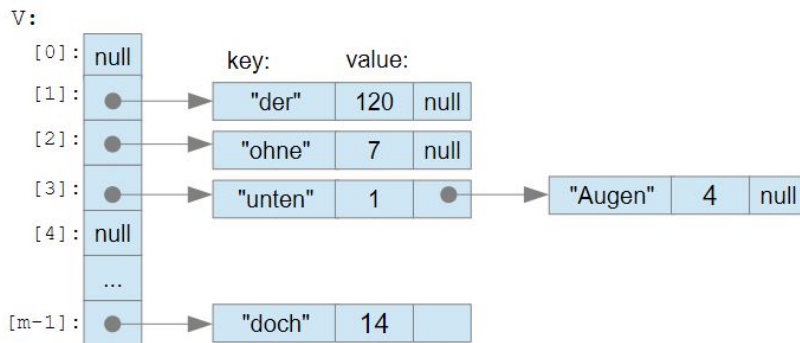 V:
[0]: null
key: value:
[1]: "der" 120 null
[2]: "ohne" 7 null
[3]: "unten" 1 "Augen" 4 null
[4]: null
...
[m-1]: "doch" 14